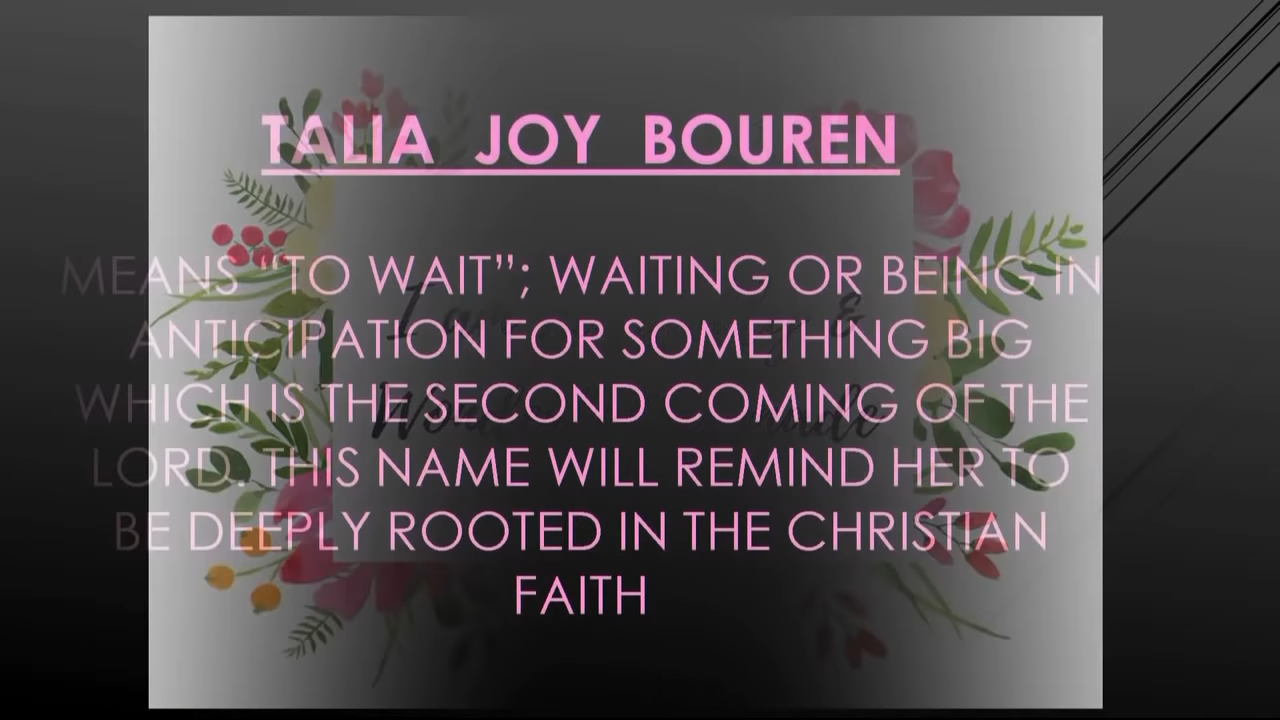 TALIA JOY BOUREN
MEANS "TO WAIT”; WAITING OR BEING IN
ANTICIPATION FOR SOMETHING BIG
WHICH IS THE SECOND COMING OF THE
LORD. THIS NAME WILL REMIND HER TO
BE DEEPLY ROOTED IN THE CHRISTIAN
FAITH